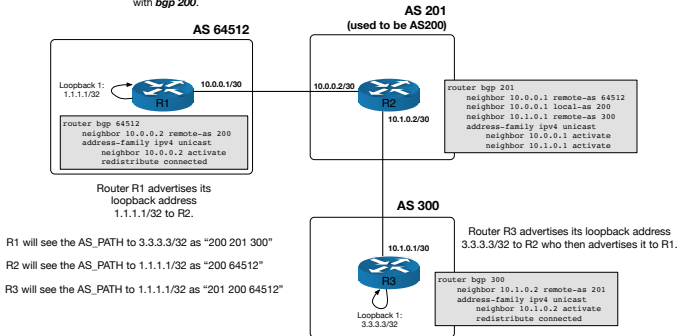 with bgp 200.
AS 64512
AS 201
(used to be AS200)
Loopback 1:
1.1.1.1/32
R1
10.0.0.1/30
10.0.0.2/30
R2
10.1.0.2/30
router bgp 64512
neighbor 10.0.0.2 remote-as 200
address-family ipv4 unicast
neighbor 10.0.0.2 activate
redistribute connected
router bgp 201
neighbor 10.0.0.1 remote-as 64512
neighbor 10.0.0.1 local-as 200
neighbor 10.1.0.1 remote-as 300
address-family ipv4 unicast
neighbor 10.0.0.1 activate
neighbor 10.1.0.1 activate
Router R1 advertises its
loopback address
1.1.1.1/32 to R2.
R1 will see the AS_PATH to 3.3.3.3/32 as “200 201 300”
R2 will see the AS_PATH to 1.1.1.1/32 as “200 64512”
R3 will see the AS_PATH to 1.1.1.1/32 as “201 200 64512”
AS 300
10.1.0.1/30
R3
Loopback 1:
3.3.3.3/32
Router R3 advertises its loopback address
3.3.3.3/32 to R2 who then advertises it to R1.
router bgp 300
neighbor 10.1.0.2 remote-as 201
address-family ipv4 unicast
neighbor 10.1.0.2 activate
redistribute connected